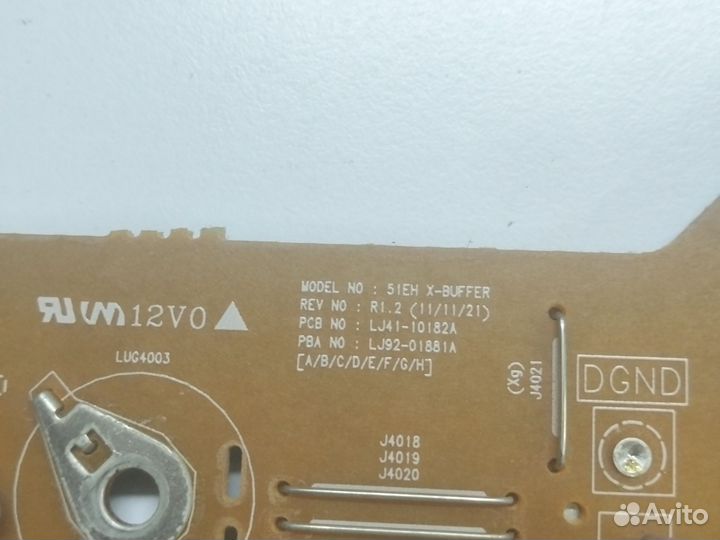 MODEL NO : 51EH X-BUFFER
REV NO : R1.2 (11/11/21)
PCB NO : LJ41-10182A
PBA NO : LJ92-01881A
[A/B/C/D/E/F/G/H]
12V0
LUG4003
(Xg)
J4021
DGND
J4018
J4019
J4020
Avito